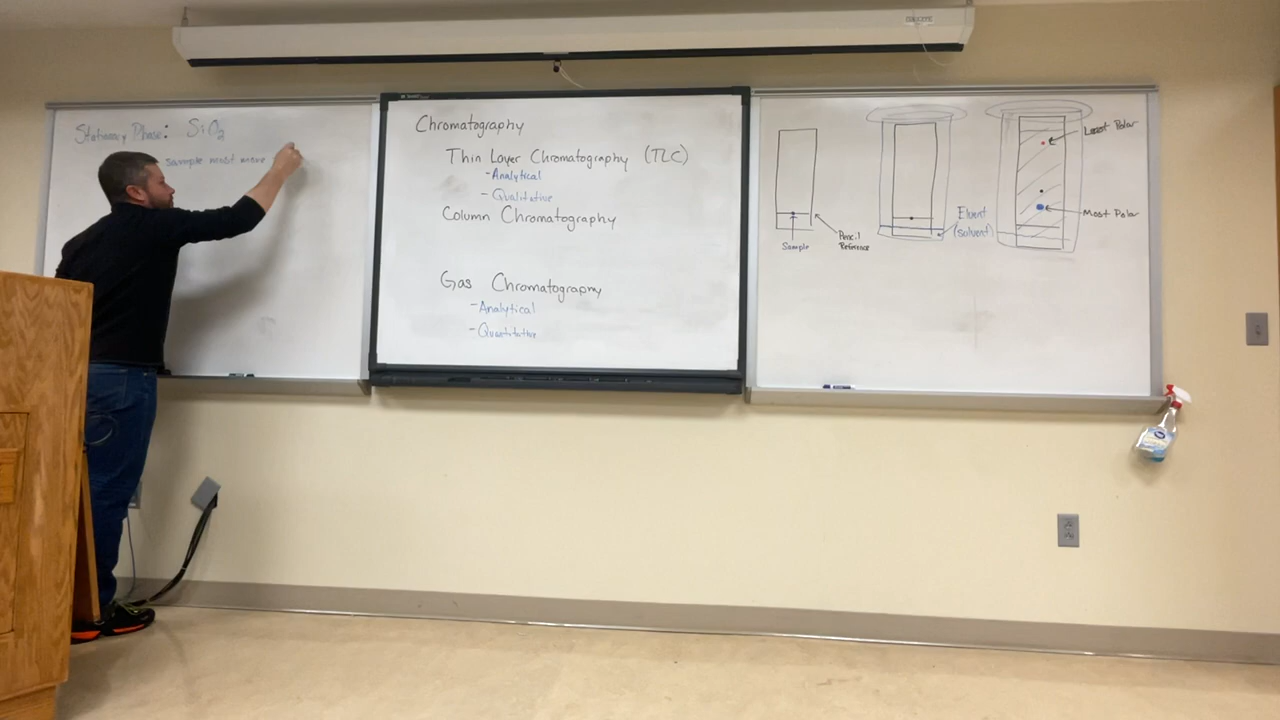 Stationary Phase: SiO2
sample most move
Chromatography
Thin Layer Chromatography (TLC)
- Analytical
- Qualitative
Column Chromatography
Gas Chromatography
- Analytical
- Quantitative
Sample
Pencil
Reference
Eluent
(solvent)
Least Polar
Most Polar